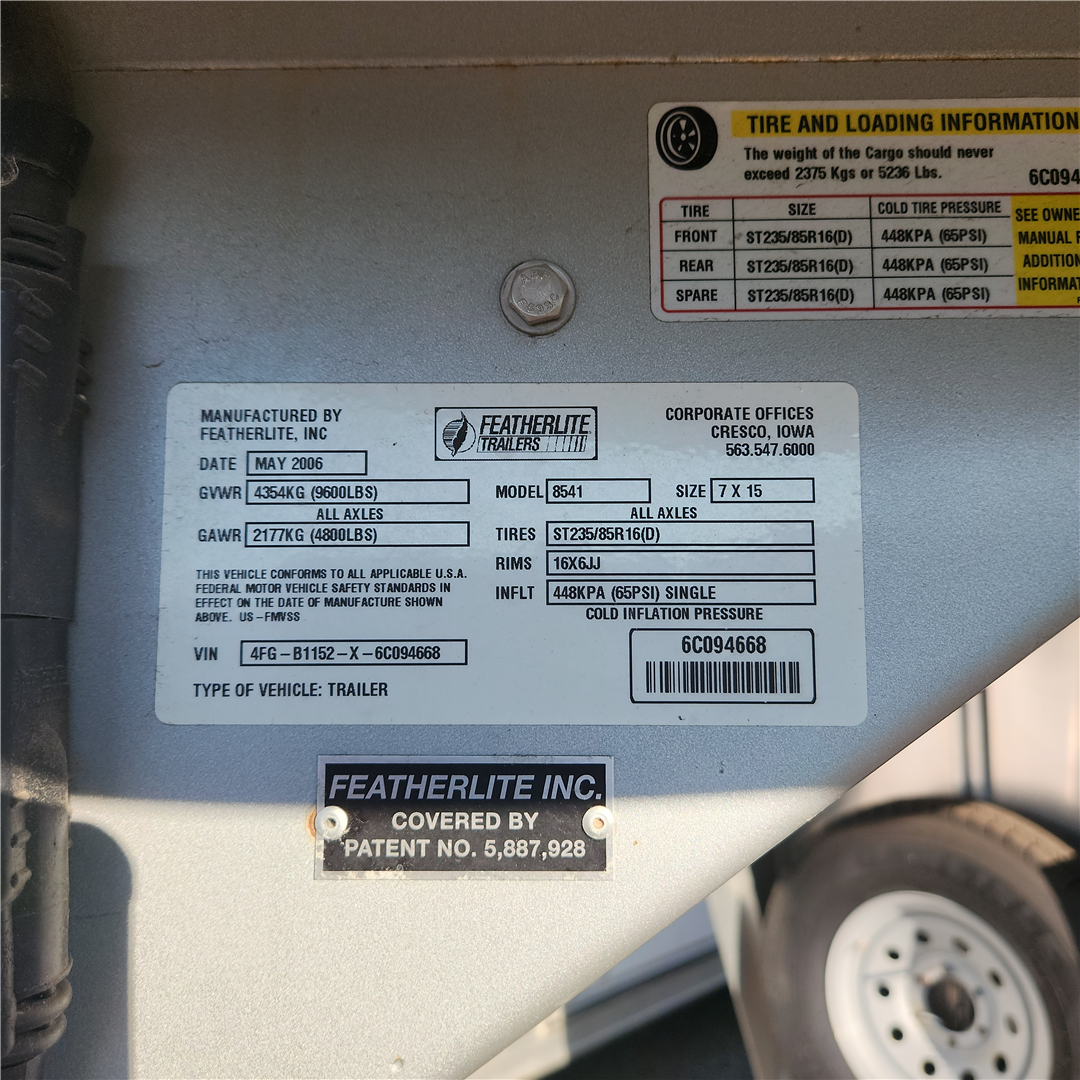 TIRE AND LOADING INFORMATION
The weight of the Cargo should never
exceed 2375 Kgs or 5236 Lbs.
6C094
TIRE SIZE COLD TIRE PRESSURE
FRONT ST235/85R16(D) 448KPA (65PSI)
REAR ST235/85R16(D) 448KPA (65PSI)
SPARE ST235/85R16(D) 448KPA (65PSI)
SEE OWNE
MANUAL
ADDITION
INFORMAT
MANUFACTURED BY
FEATHERLITE, INC
FEATHERLITE
TRAILERS
CORPORATE OFFICES
CRESCO, IOWA
563.547.6000
DATE MAY 2006
GVWR 4354KG (9600LBS)
ALL AXLES
GAWR 2177KG (4800LBS)
MODEL 8541 SIZE 7 X 15
ALL AXLES
TIRES ST235/85R16(D)
RIMS 16X6JJ
INFLT 448KPA (65PSI) SINGLE
COLD INFLATION PRESSURE
THIS VEHICLE CONFORMS TO ALL APPLICABLE U.S.A.
FEDERAL MOTOR VEHICLE SAFETY STANDARDS IN
EFFECT ON THE DATE OF MANUFACTURE SHOWN
ABOVE. US-FMVSS
VIN 4FG-B1152-X-6C094668
6C094668
TYPE OF VEHICLE: TRAILER
FEATHERLITE INC.
COVERED BY
PATENT NO. 5,887,928